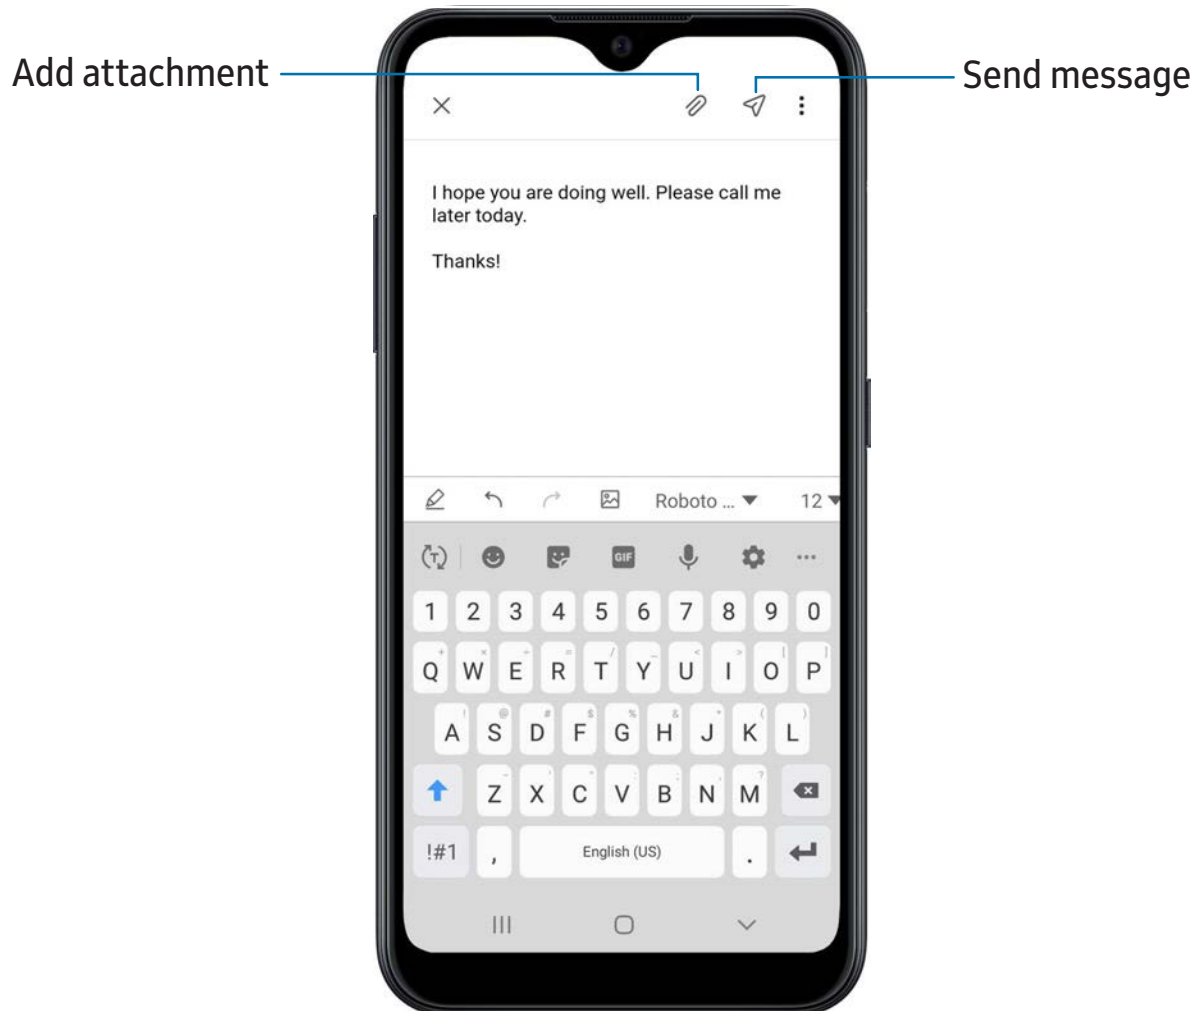 Add attachment
Send message
I hope you are doing well. Please call me
later today.
Thanks!
Roboto ... 12
T
GIF
1 2 3 4 5 6 7 8 9 0
+ × ÷ = / _ < > [ ]
Q W E R T Y U I O P
! @ # $ % & * ( )
A S D F G H J K L
?
Z X C V B N M
!#1 , English (US) .